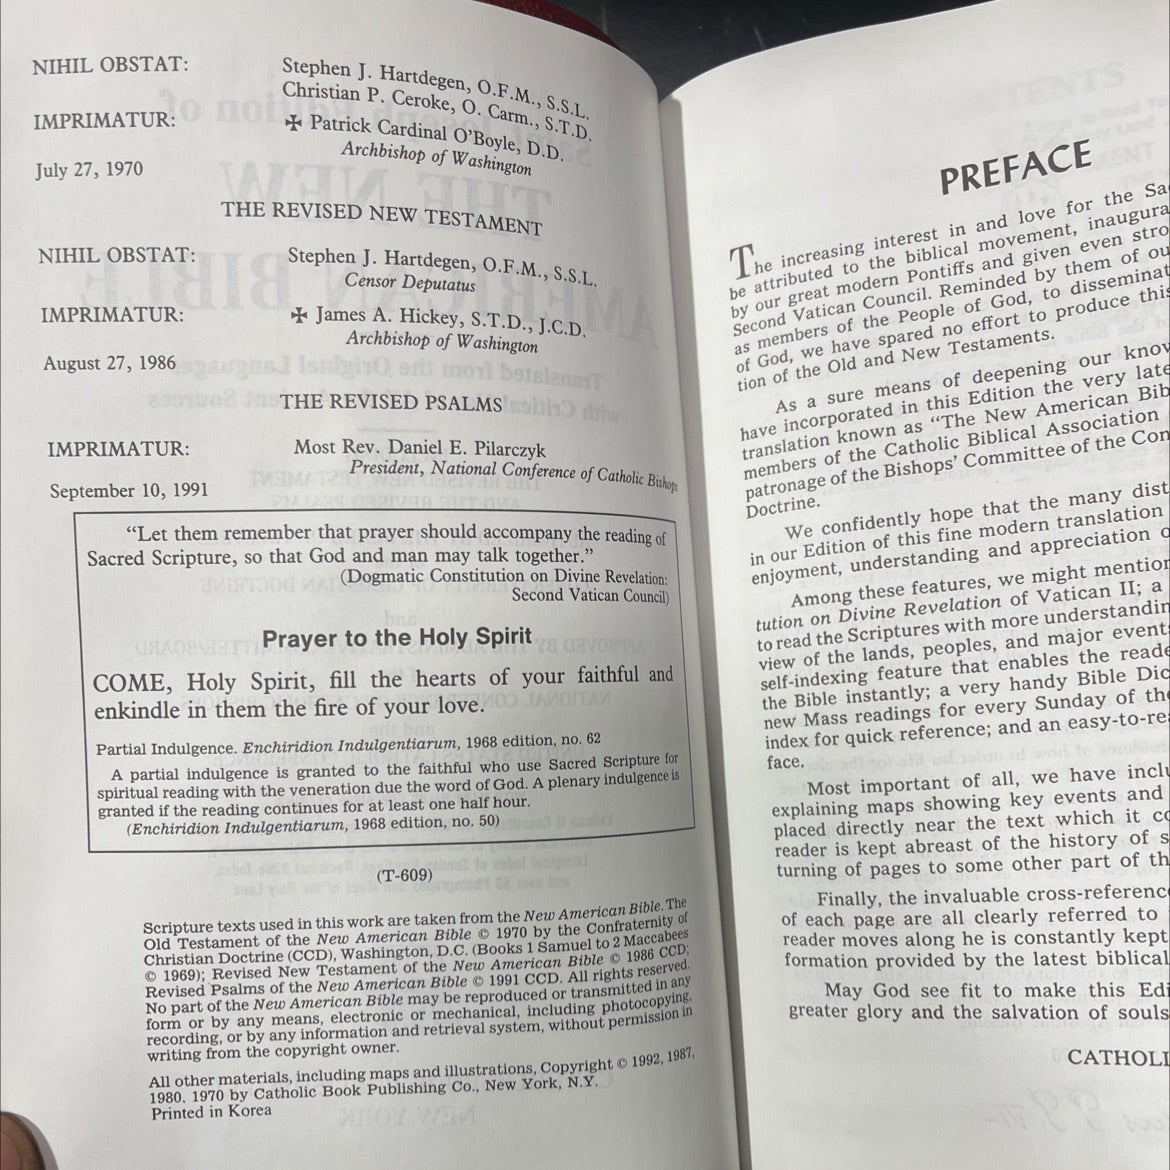 NIHIL OBSTAT: Stephen J. Hartdegen, O.F.M., S.S.L.
Christian P. Ceroke, O. Carm., S.T.D.
IMPRIMATUR: ✠ Patrick Cardinal O'Boyle, D.D.
Archbishop of Washington
July 27, 1970
THE REVISED NEW TESTAMENT
NIHIL OBSTAT: Stephen J. Hartdegen, O.F.M., S.S.L.
Censor Deputatus
IMPRIMATUR: ✠ James A. Hickey, S.T.D., J.C.D.
Archbishop of Washington
August 27, 1986
THE REVISED PSALMS
IMPRIMATUR: Most Rev. Daniel E. Pilarczyk
President, National Conference of Catholic Bishops
September 10, 1991
“Let them remember that prayer should accompany the reading of
Sacred Scripture, so that God and man may talk together.”
(Dogmatic Constitution on Divine Revelation:
Second Vatican Council)
Prayer to the Holy Spirit
COME, Holy Spirit, fill the hearts of your faithful and
enkindle in them the fire of your love.
Partial Indulgence. Enchiridion Indulgentiarum, 1968 edition, no. 62
A partial indulgence is granted to the faithful who use Sacred Scripture for
spiritual reading with the veneration due the word of God. A plenary indulgence is
granted if the reading continues for at least one half hour.
(Enchiridion Indulgentiarum, 1968 edition, no. 50)
(T-609)
Scripture texts used in this work are taken from the New American Bible. The
Old Testament of the New American Bible © 1970 by the Confraternity of
Christian Doctrine (CCD), Washington, D.C. (Books 1 Samuel to 2 Maccabees
© 1969); Revised New Testament of the New American Bible © 1986 CCD;
Revised Psalms of the New American Bible © 1991 CCD. All rights reserved.
No part of the New American Bible may be reproduced or transmitted in any
form or by any means, electronic or mechanical, including photocopying,
recording, or by any information and retrieval system, without permission in
writing from the copyright owner.
All other materials, including maps and illustrations, Copyright © 1992, 1987,
1980. 1970 by Catholic Book Publishing Co., New York, N.Y.
Printed in Korea
PREFACE
The increasing interest in and love for the Sa
be attributed to the biblical movement, inaugura
by our great modern Pontiffs and given even stro
Second Vatican Council. Reminded by them of ou
as members of the People of God, to disseminat
of God, we have spared no effort to produce this
tion of the Old and New Testaments.
As a sure means of deepening our know
have incorporated in this Edition the very late
translation known as “The New American Bib
members of the Catholic Biblical Association
patronage of the Bishops' Committee of the Con
Doctrine.
We confidently hope that the many dist
in our Edition of this fine modern translation
enjoyment, understanding and appreciation o
Among these features, we might mention
tution on Divine Revelation of Vatican II; a
to read the Scriptures with more understandin
view of the lands, peoples, and major events
self-indexing feature that enables the reade
the Bible instantly; a very handy Bible Dic
new Mass readings for every Sunday of the
index for quick reference; and an easy-to-rea
face.
Most important of all, we have inclu
explaining maps showing key events and
placed directly near the text which it co
reader is kept abreast of the history of s
turning of pages to some other part of th
Finally, the invaluable cross-reference
of each page are all clearly referred to
reader moves along he is constantly kept
formation provided by the latest biblical
May God see fit to make this Edi
greater glory and the salvation of souls
CATHOLI